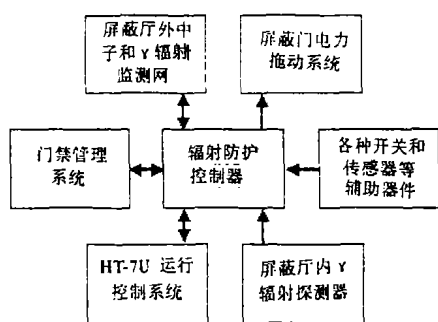 屏蔽厅外中
子和 γ 辐射
监测网
屏蔽门电力
拖动系统
门禁管理
系统
辐射防护
控制器
各种开关和
传感器等
辅助器件
HT-7U 运行
控制系统
屏蔽厅内 γ
辐射探测器